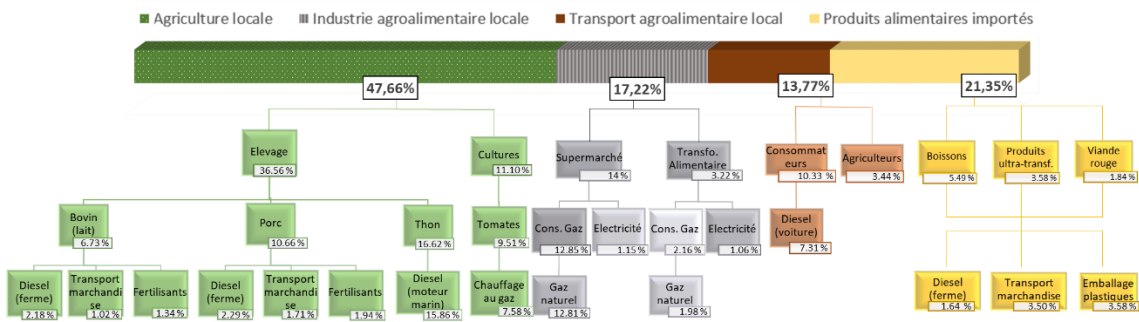 Agriculture locale Industrie agroalimentaire locale Transport agroalimentaire local Produits alimentaires importés
47,66% 17,22% 13,77% 21,35%
Elevage
36.56 %
Cultures
11.10 %
Supermarché
14 %
Transfo.
Alimentaire
3.22 %
Consommat
eurs
10.33 %
Agriculteurs
3.44 %
Boissons
5.49 %
Produits
ultra-transf.
3.58 %
Viande
rouge
1.84 %
Bovin
(lait)
6.73 %
Porc
10.66 %
Thon
16.62 %
Tomates
9.51 %
Cons. Gaz
12.85 %
Electricité
1.15 %
Cons. Gaz
2.16 %
Electricité
1.06 %
Diesel
(voiture)
7.31 %
Diesel
(ferme)
2.18 %
Transport
marchand
ise
1.02 %
Fertilisants
1.34 %
Diesel
(ferme)
2.29 %
Transport
marchand
ise
1.71 %
Fertilisants
1.94 %
Diesel
(moteur
marin)
15.86 %
Chauffage
au gaz
7.58 %
Gaz
naturel
12.81 %
Gaz
naturel
1.98 %
Diesel
(ferme)
1.64 %
Transport
marchandise
3.50 %
Emballage
plastiques
3.58 %